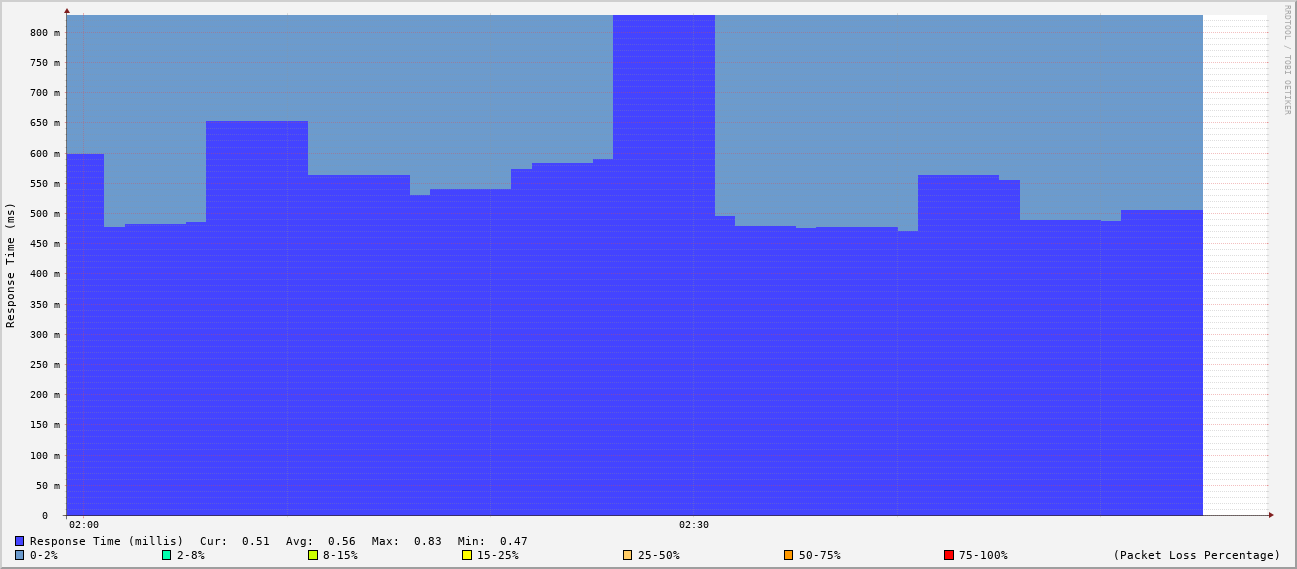 RRDTOOL / TOBI OETIKER
Response Time (ms)
800 m
750 m
700 m
650 m
600 m
550 m
500 m
450 m
400 m
350 m
300 m
250 m
200 m
150 m
100 m
50 m
0
02:00 02:30
Response Time (millis) Cur: 0.51 Avg: 0.56 Max: 0.83 Min: 0.47
0-2% 2-8% 8-15% 15-25% 25-50% 50-75% 75-100% (Packet Loss Percentage)